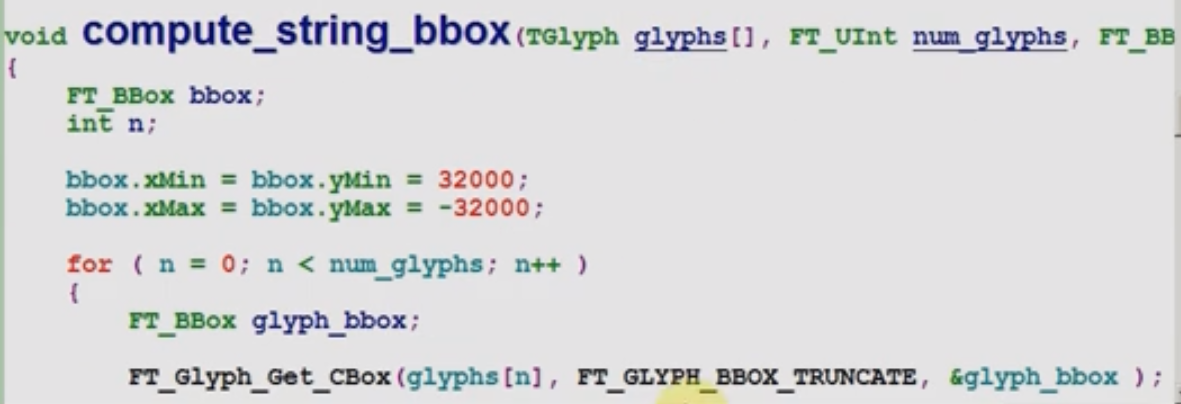 void compute_string_bbox(TGlyph glyphs[], FT_UInt num_glyphs, FT_BB
{
FT_BBox bbox;
int n;
bbox.xMin = bbox.yMin = 32000;
bbox.xMax = bbox.yMax = -32000;
for ( n = 0; n < num_glyphs; n++ )
{
FT_BBox glyph_bbox;
FT_Glyph_Get_CBox(glyphs[n], FT_GLYPH_BBOX_TRUNCATE, &glyph_bbox );